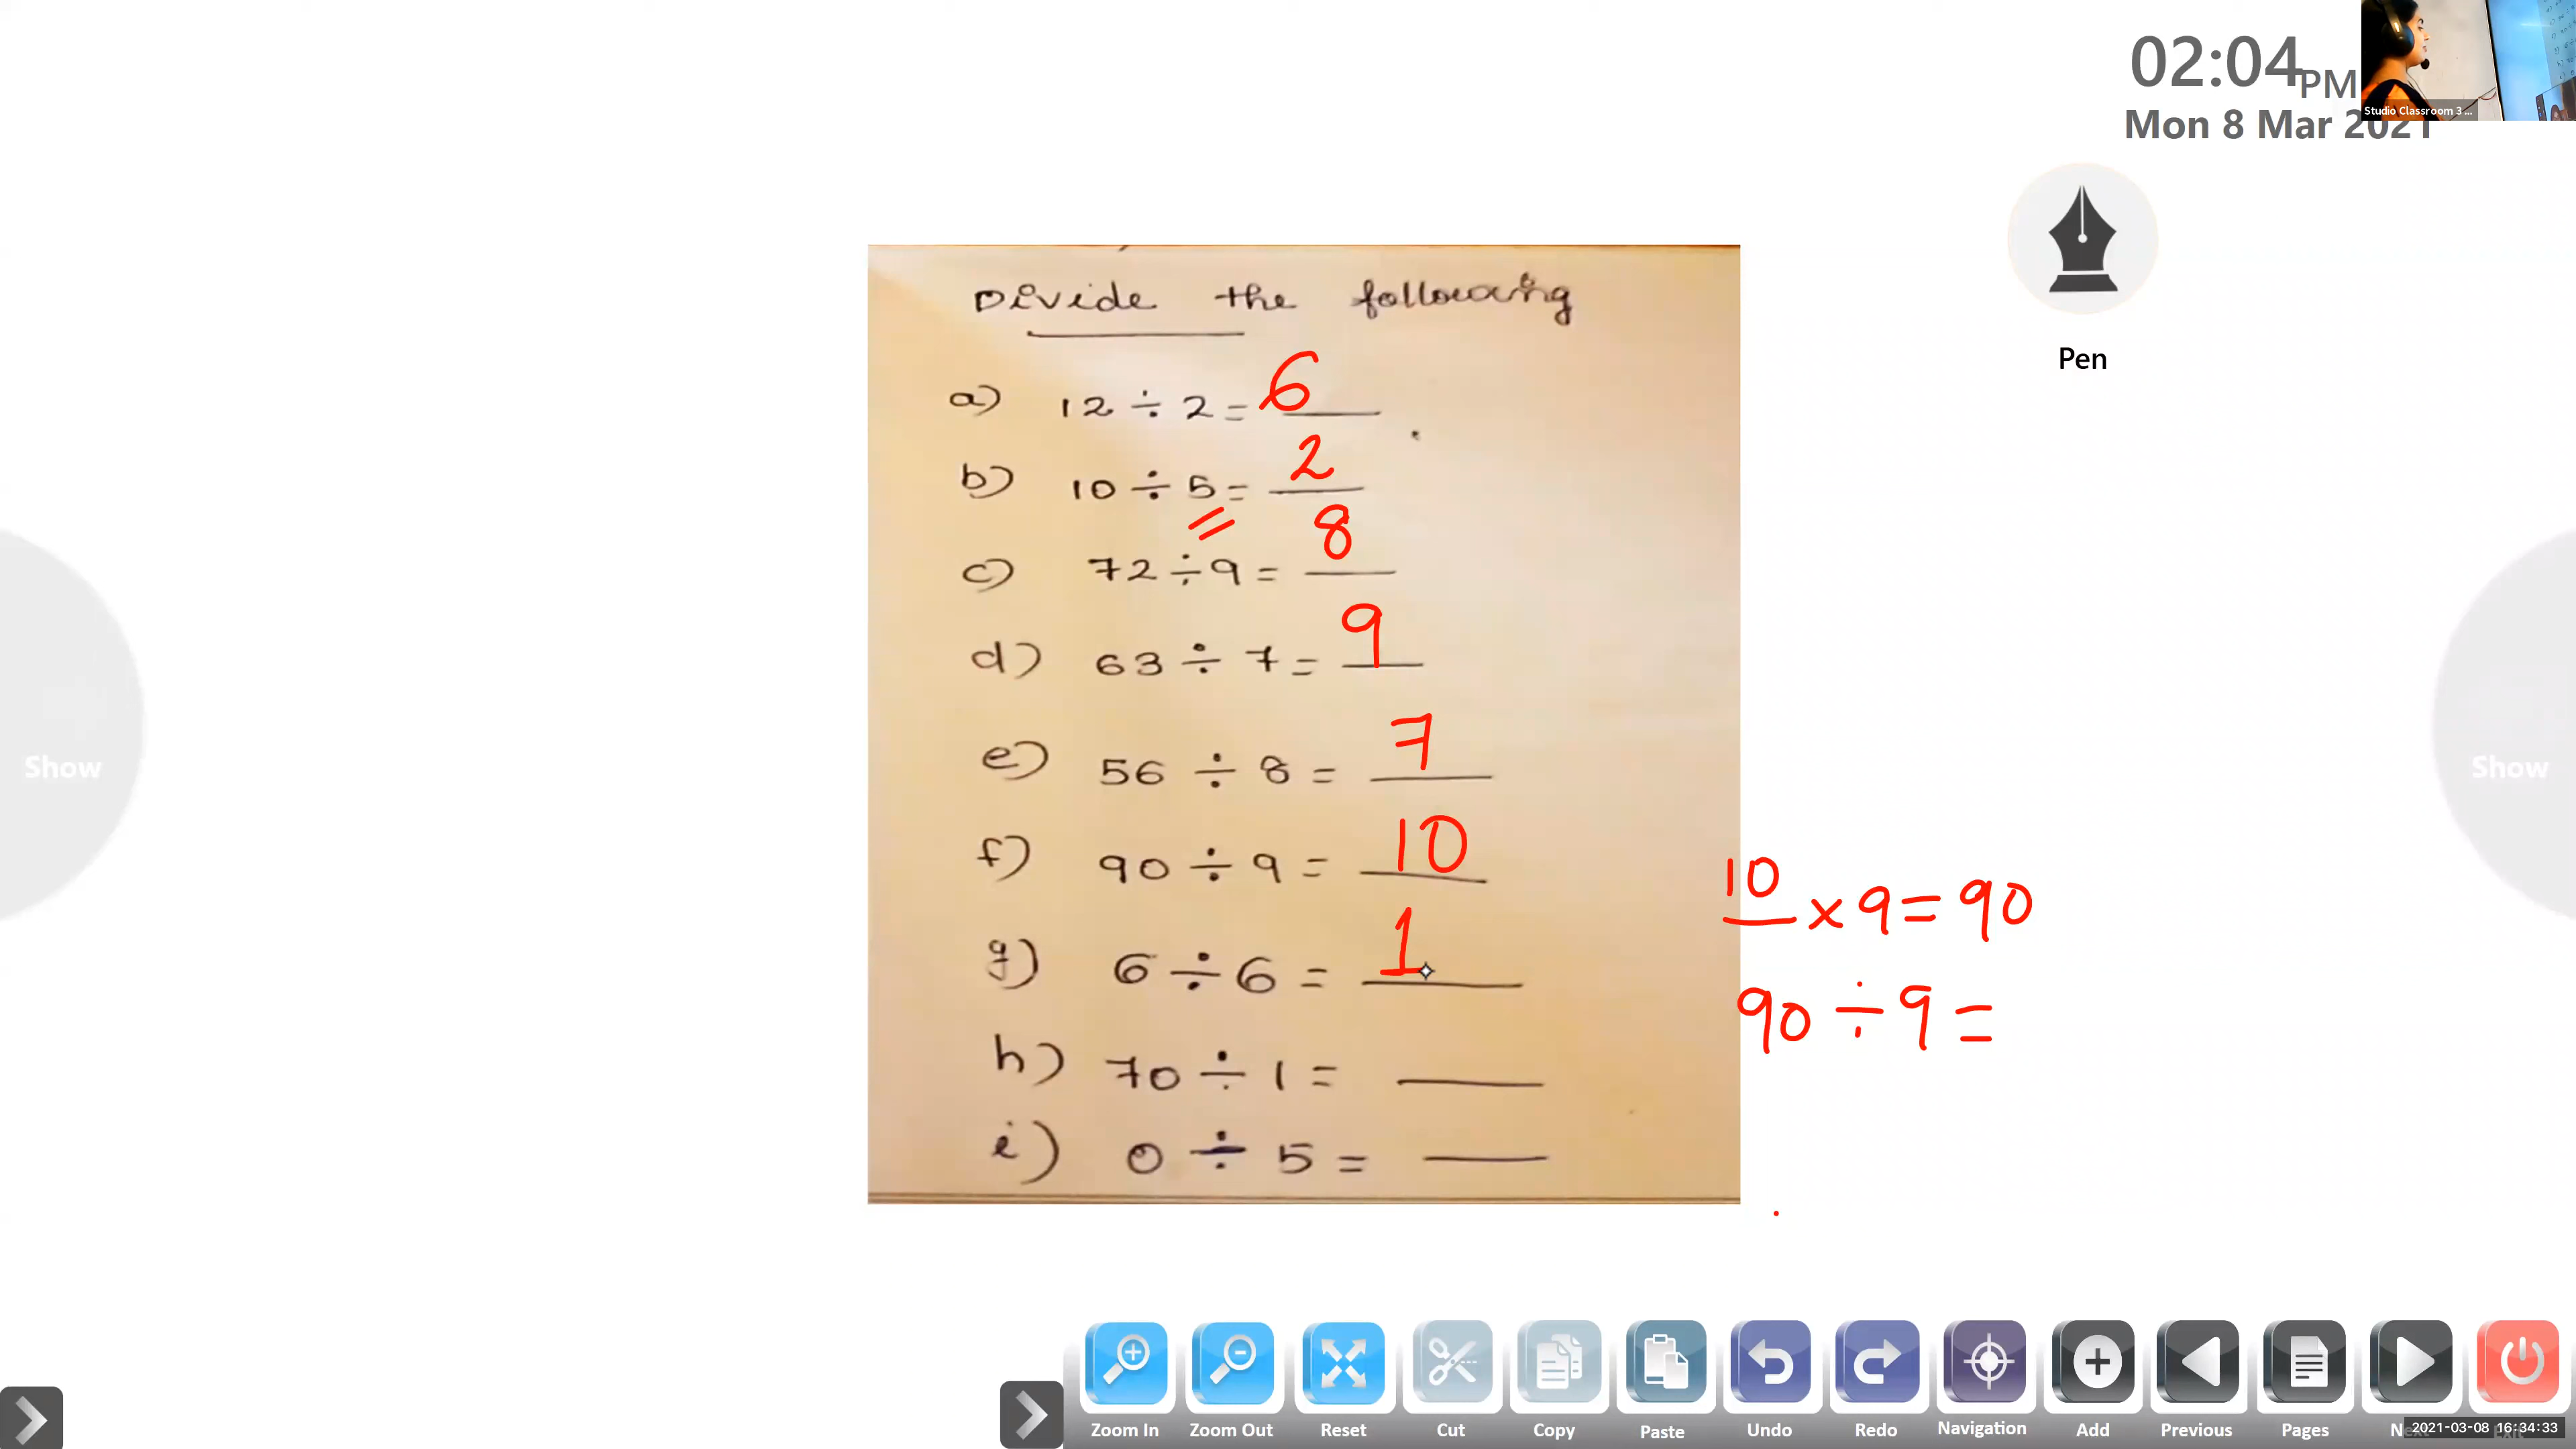 02:04 PM
Mon 8 Mar 2021
Studio Classroom 3 ...
Pen
Divide the following
a) 12 ÷ 2 = 6
b) 10 ÷ 5 = 2
c) 72 ÷ 9 = 8
d) 63 ÷ 7 = 9
e) 56 ÷ 8 = 7
f) 90 ÷ 9 = 10
g) 6 ÷ 6 = 1
h) 70 ÷ 1 =
i) 0 ÷ 5 =
10 × 9 = 90
90 ÷ 9 =
Show
Show
Zoom In Zoom Out Reset Cut Copy Paste Undo Redo Navigation Add Previous Pages
2021-03-08 16:34:33